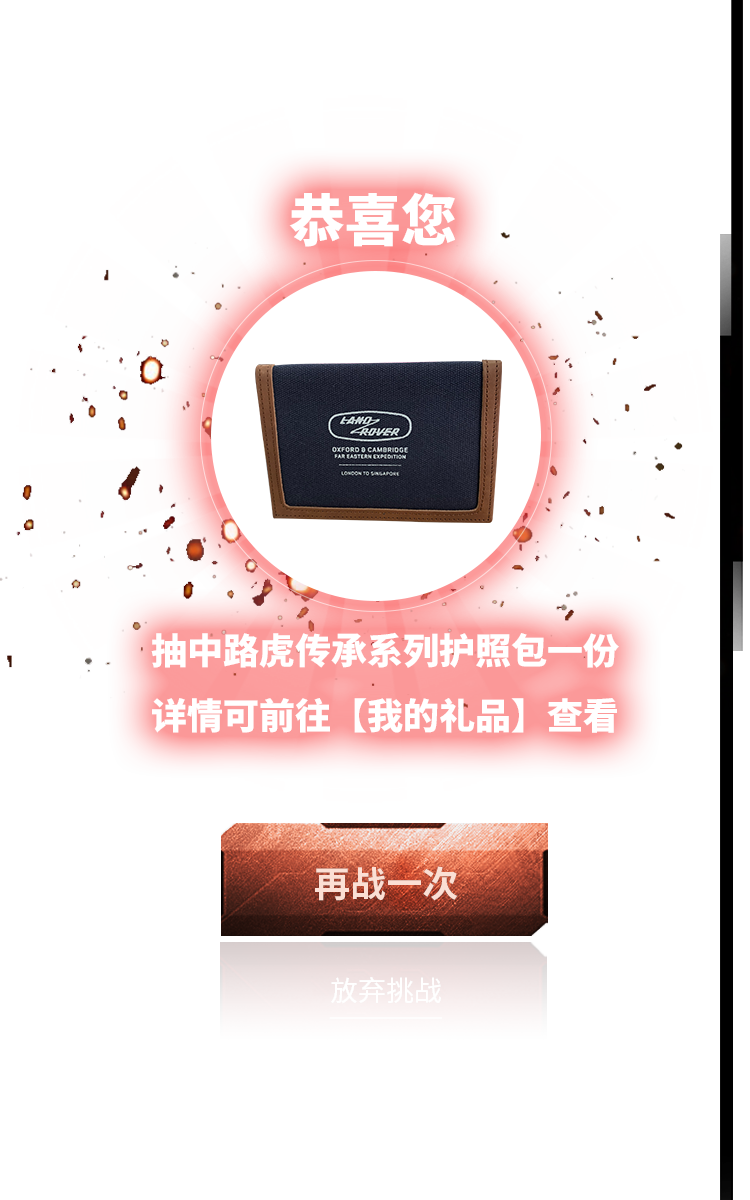 恭喜您
LAND
ROVER
OXFORD & CAMBRIDGE
FAR EASTERN EXPEDITION
LONDON TO SINGAPORE
抽中路虎传承系列护照包一份
详情可前往【我的礼品】查看
再战一次
放弃挑战